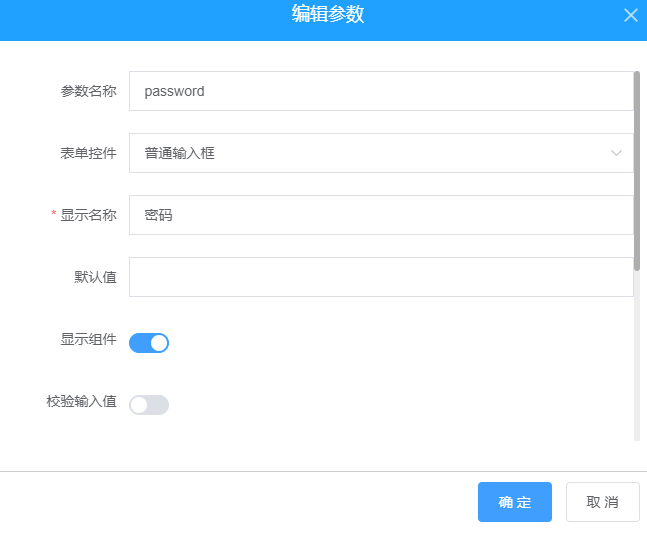 编辑参数
参数名称 password
表单控件 普通输入框
* 显示名称 密码
默认值
显示组件
校验输入值
确 定 取 消